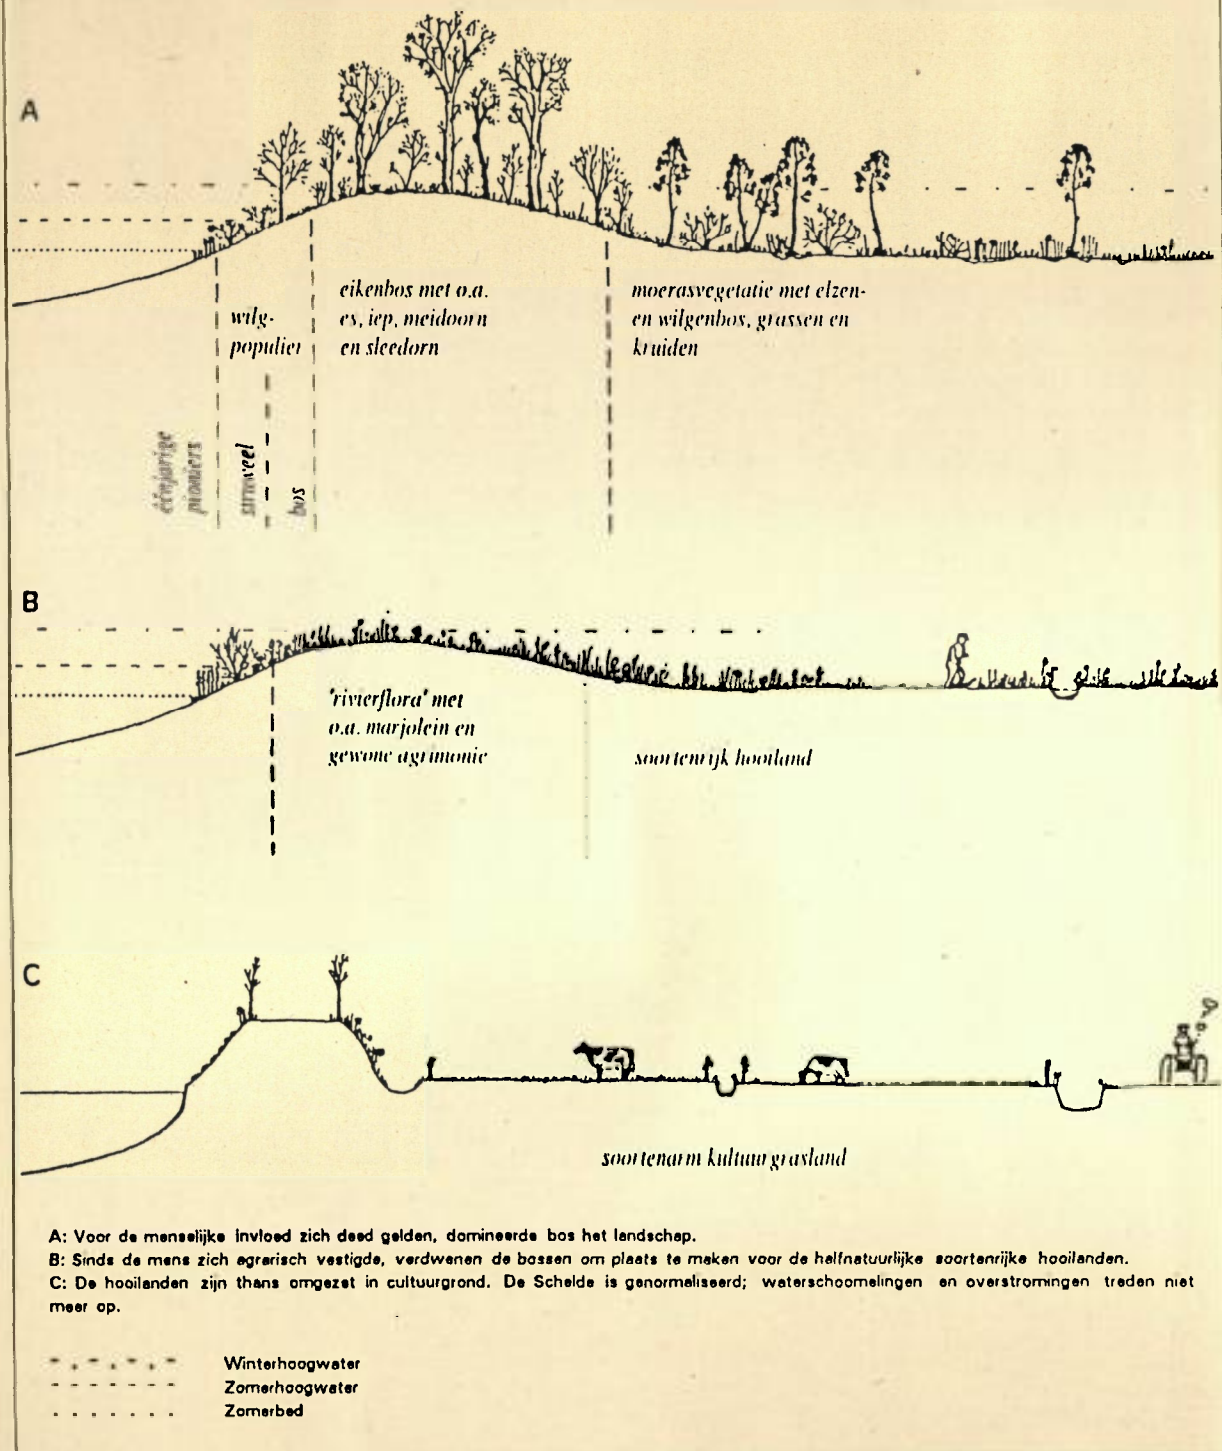 A
wilg-
populier
eikenbos met o.a.
es, iep, meidoorn
en sleedorn
moerasvegetatie met elzen-
en wilgenbos, grassen en
kruiden
éénjarige
pioniers
struweel
bos
B
'rivierflora' met
o.a. marjolein en
gewone agrimonie
soortenrijk hooiland
C
soortenarm kultuurgrasland
A: Voor de menselijke invloed zich deed gelden, domineerde bos het landschap.
B: Sinds de mens zich agrarisch vestigde, verdwenen de bossen om plaats te maken voor de halfnatuurlijke soortenrijke hooilanden.
C: De hooilanden zijn thans omgezet in cultuurgrond. De Schelde is genormaliseerd; waterschoomelingen en overstromingen treden niet
meer op.
Winterhoogwater
Zomerhoogwater
Zomerbed